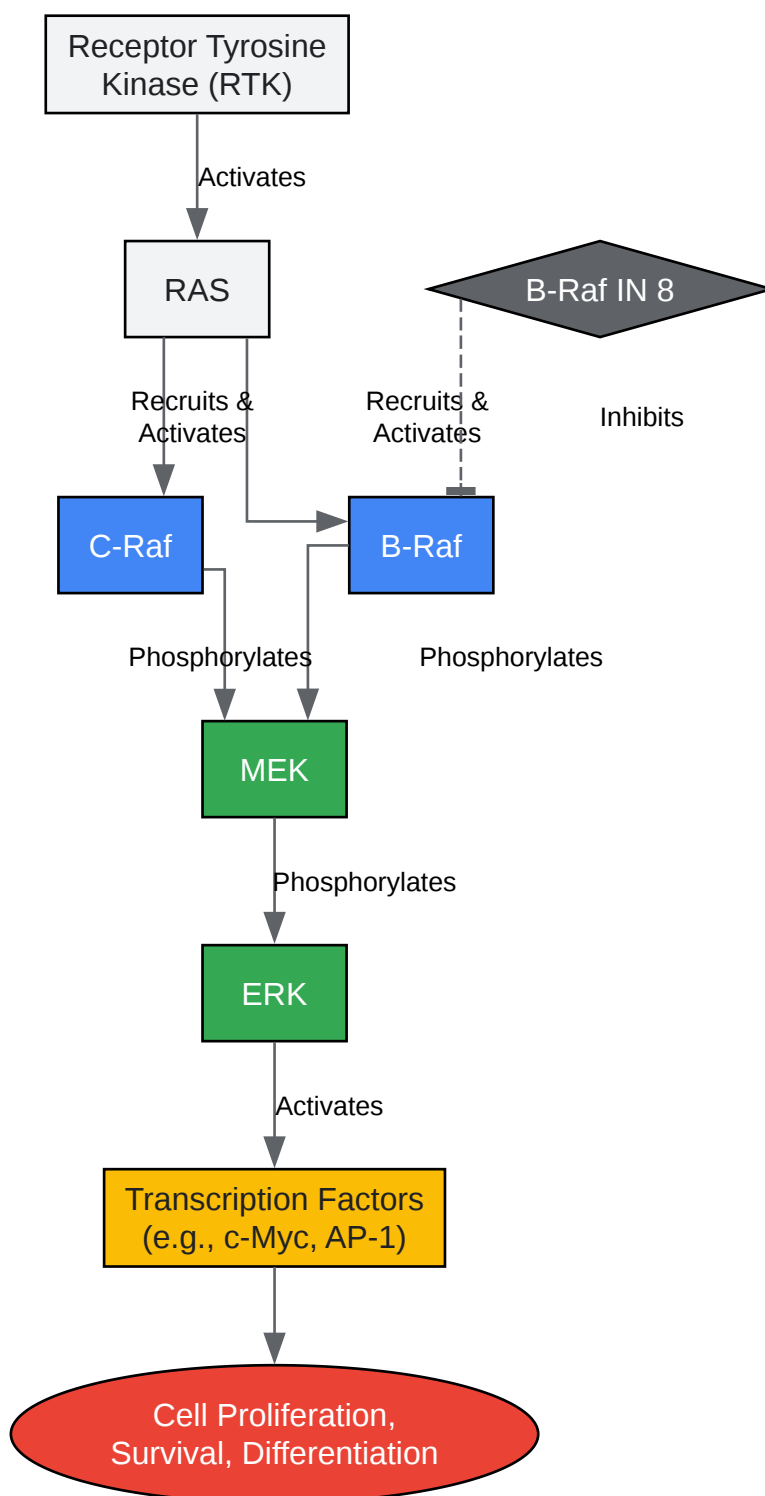 Receptor Tyrosine
Kinase (RTK)
Activates
RAS
B-Raf IN 8
Recruits &
Activates
Recruits &
Activates
Inhibits
C-Raf
B-Raf
Phosphorylates
Phosphorylates
MEK
Phosphorylates
ERK
Activates
Transcription Factors
(e.g., c-Myc, AP-1)
Cell Proliferation,
Survival, Differentiation